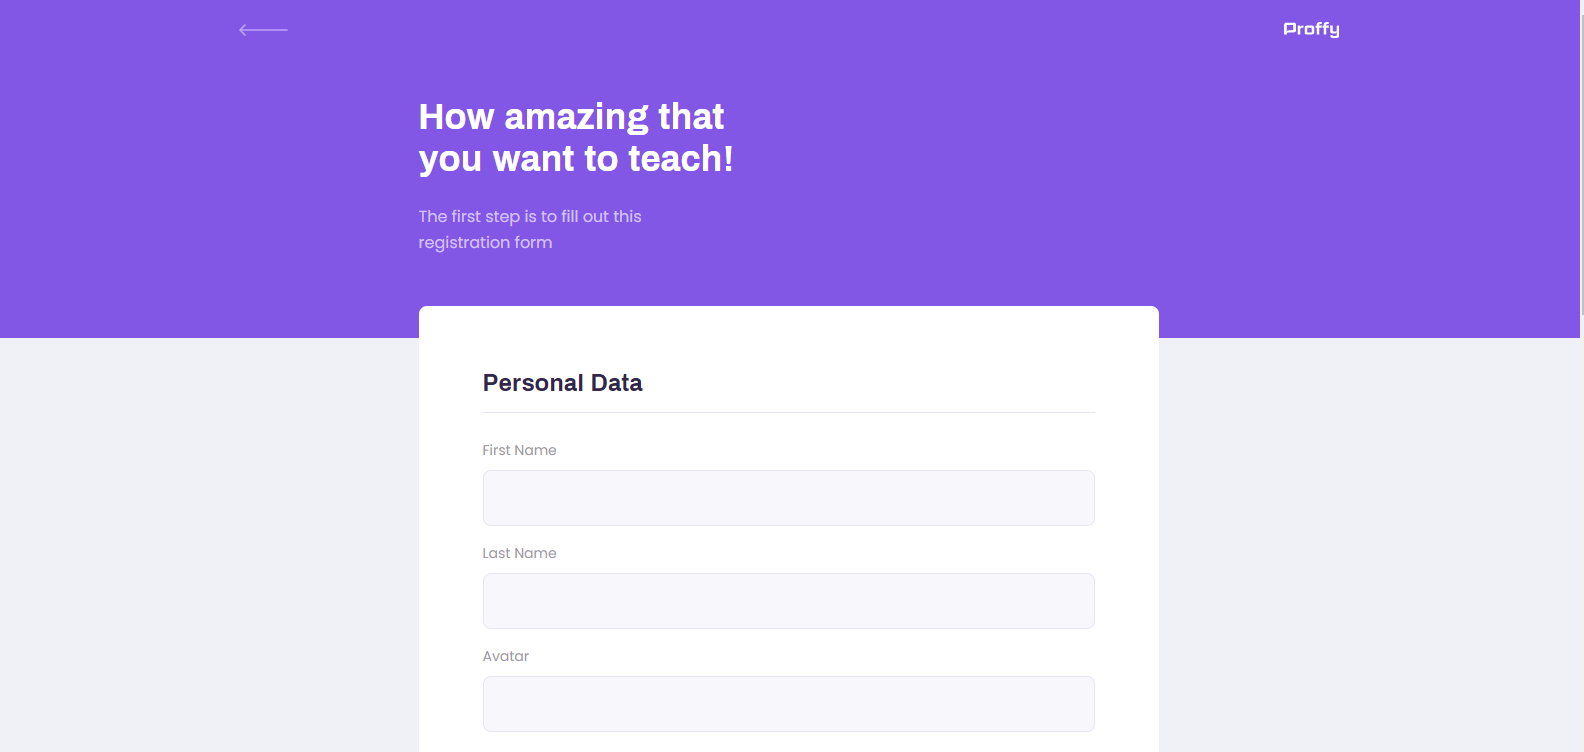 Proffy
How amazing that
you want to teach!
The first step is to fill out this
registration form
Personal Data
First Name
Last Name
Avatar